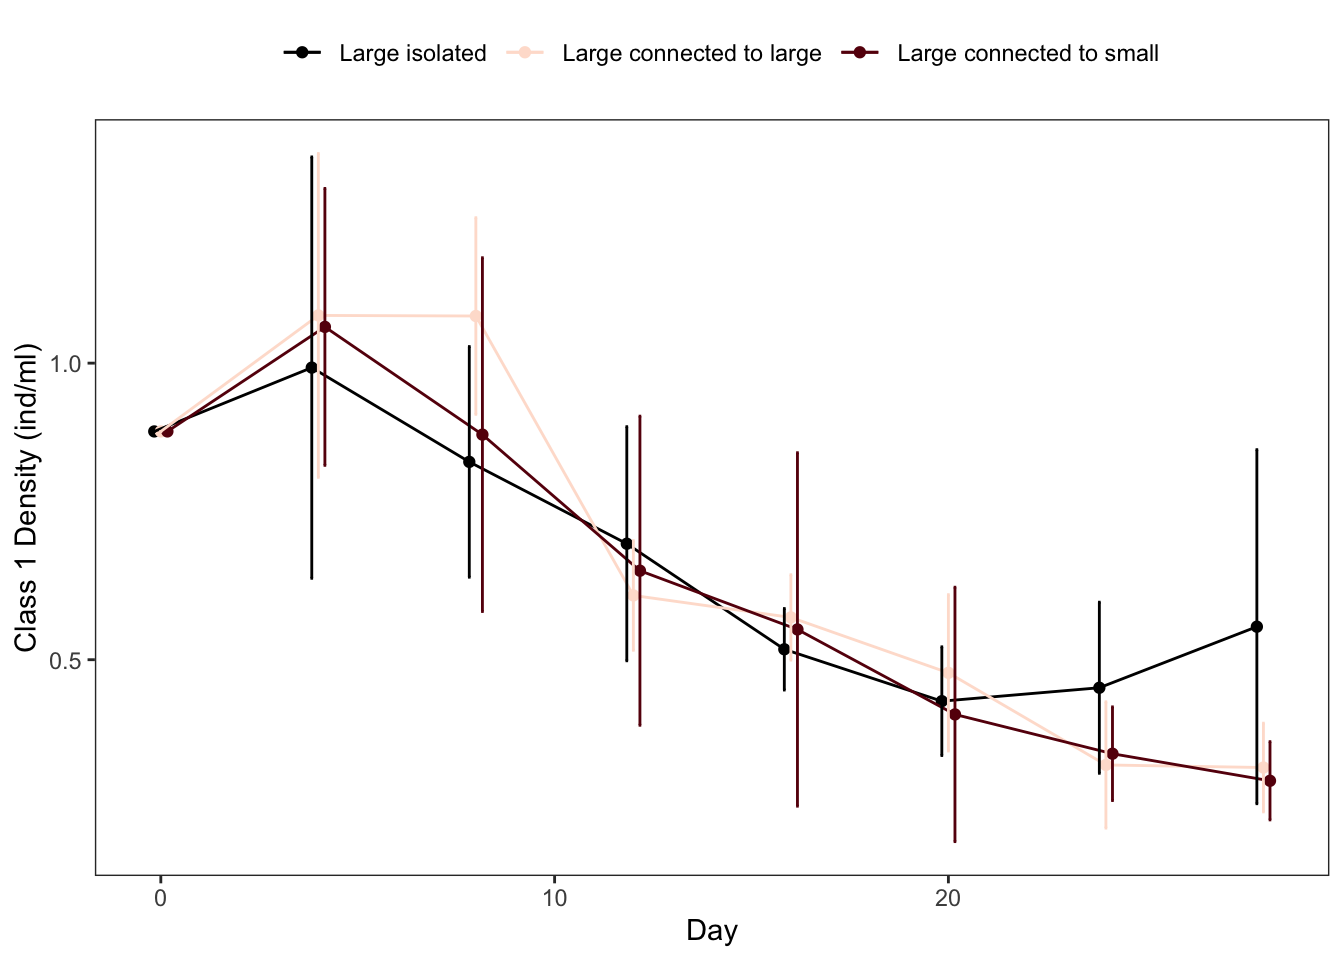 Large isolated Large connected to large Large connected to small
Class 1 Density (ind/ml)
1.0
0.5
0 10 20
Day